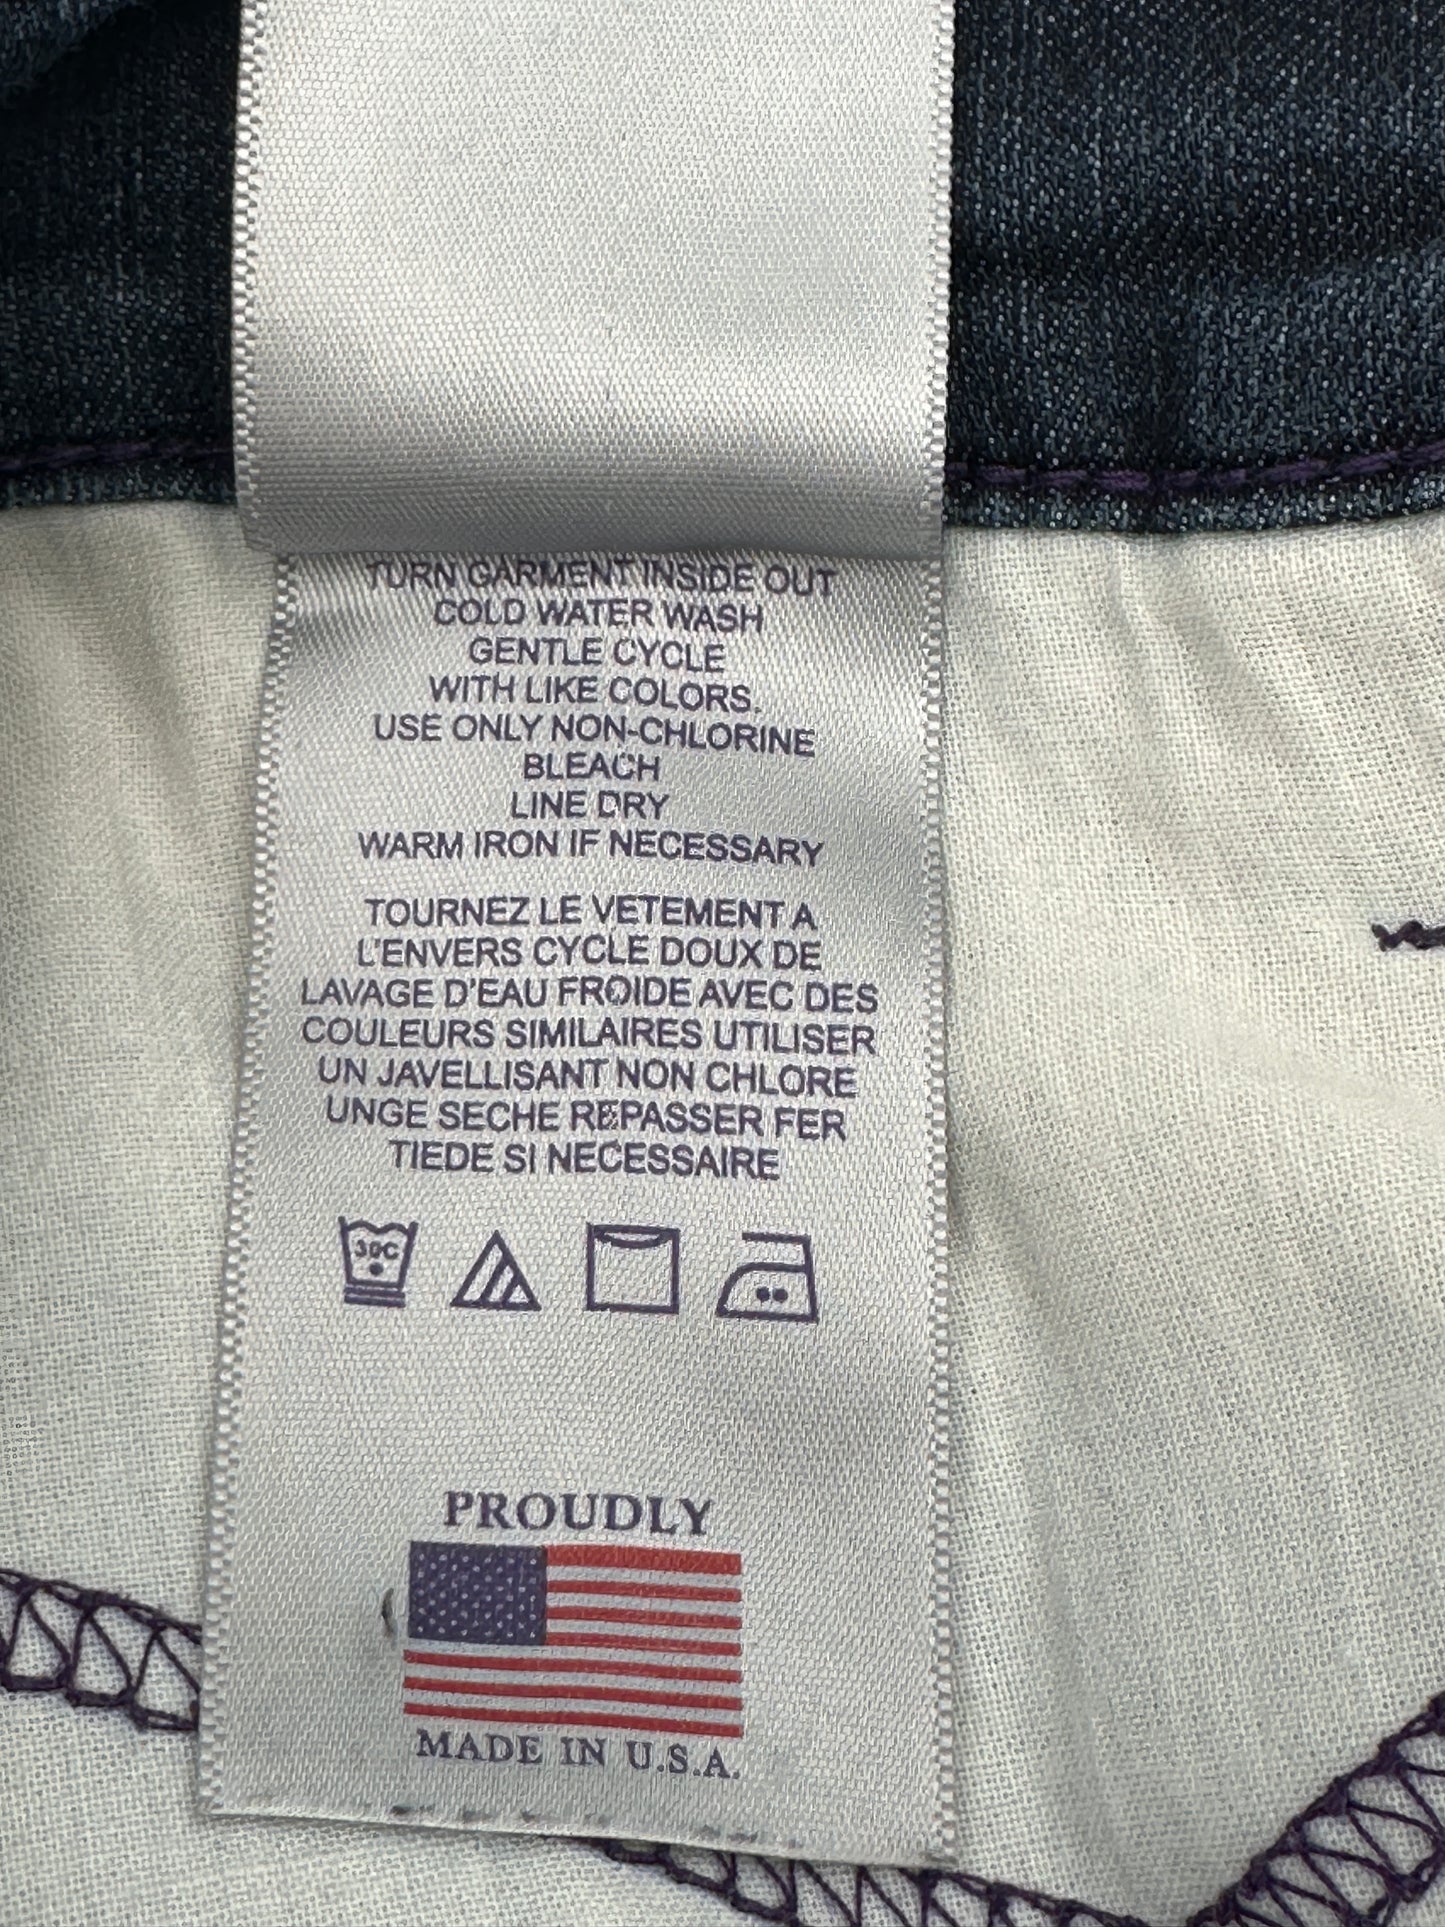 TURN GARMENT INSIDE OUT
COLD WATER WASH
GENTLE CYCLE
WITH LIKE COLORS.
USE ONLY NON-CHLORINE
BLEACH
LINE DRY
WARM IRON IF NECESSARY
TOURNEZ LE VETEMENT A
L'ENVERS CYCLE DOUX DE
LAVAGE D'EAU FROIDE AVEC DES
COULEURS SIMILAIRES UTILISER
UN JAVELLISANT NON CHLORE
UNGE SECHE REPASSER FER
TIEDE SI NECESSAIRE
30C
PROUDLY
MADE IN U.S.A.